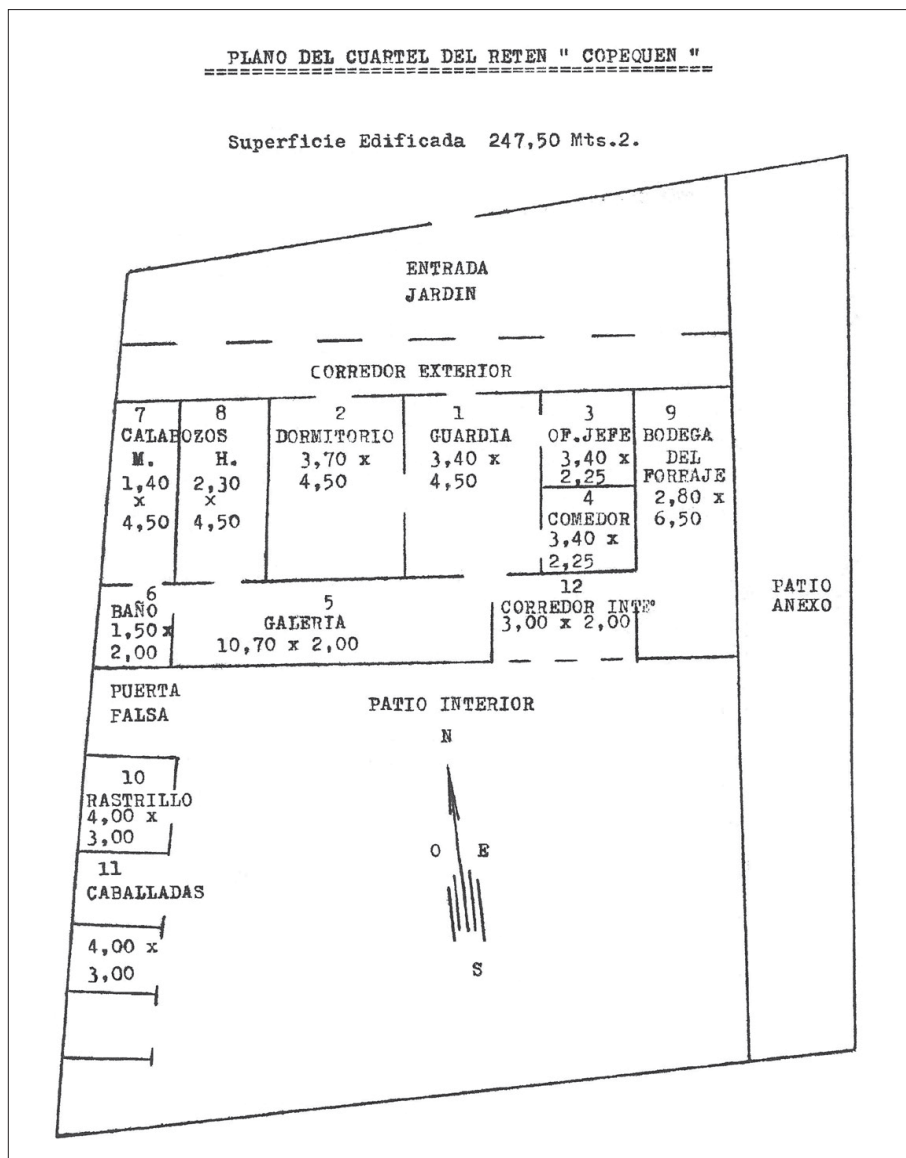 PLANO DEL CUARTEL DEL RETEN " COPEQUEN "
Superficie Edificada 247,50 Mts.2.
ENTRADA
JARDIN
CORREDOR EXTERIOR
7
CALABOZOS
M.
1,40
x
4,50
8
H.
2,30
x
4,50
2
DORMITORIO
3,70 x
4,50
1
GUARDIA
3,40 x
4,50
3
OF.JEFE
3,40 x
2,25
4
COMEDOR
3,40 x
2,25
9
BODEGA
DEL
FORRAJE
2,80 x
6,50
6
BAÑO
1,50 x
2,00
5
GALERIA
10,70 x 2,00
12
CORREDOR INTEº
3,00 x 2,00
PATIO
ANEXO
PUERTA
FALSA
PATIO INTERIOR
N
O E
S
10
RASTRILLO
4,00 x
3,00
11
CABALLADAS
4,00 x
3,00